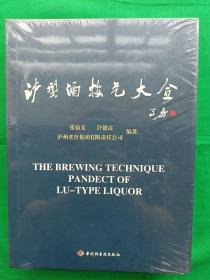 泸型酒技艺大全
张宿义 许德富 编著
泸州老窖集团有限责任公司
THE BREWING TECHNIQUE
PANDECT OF
LU-TYPE LIQUOR
中国轻工业出版社